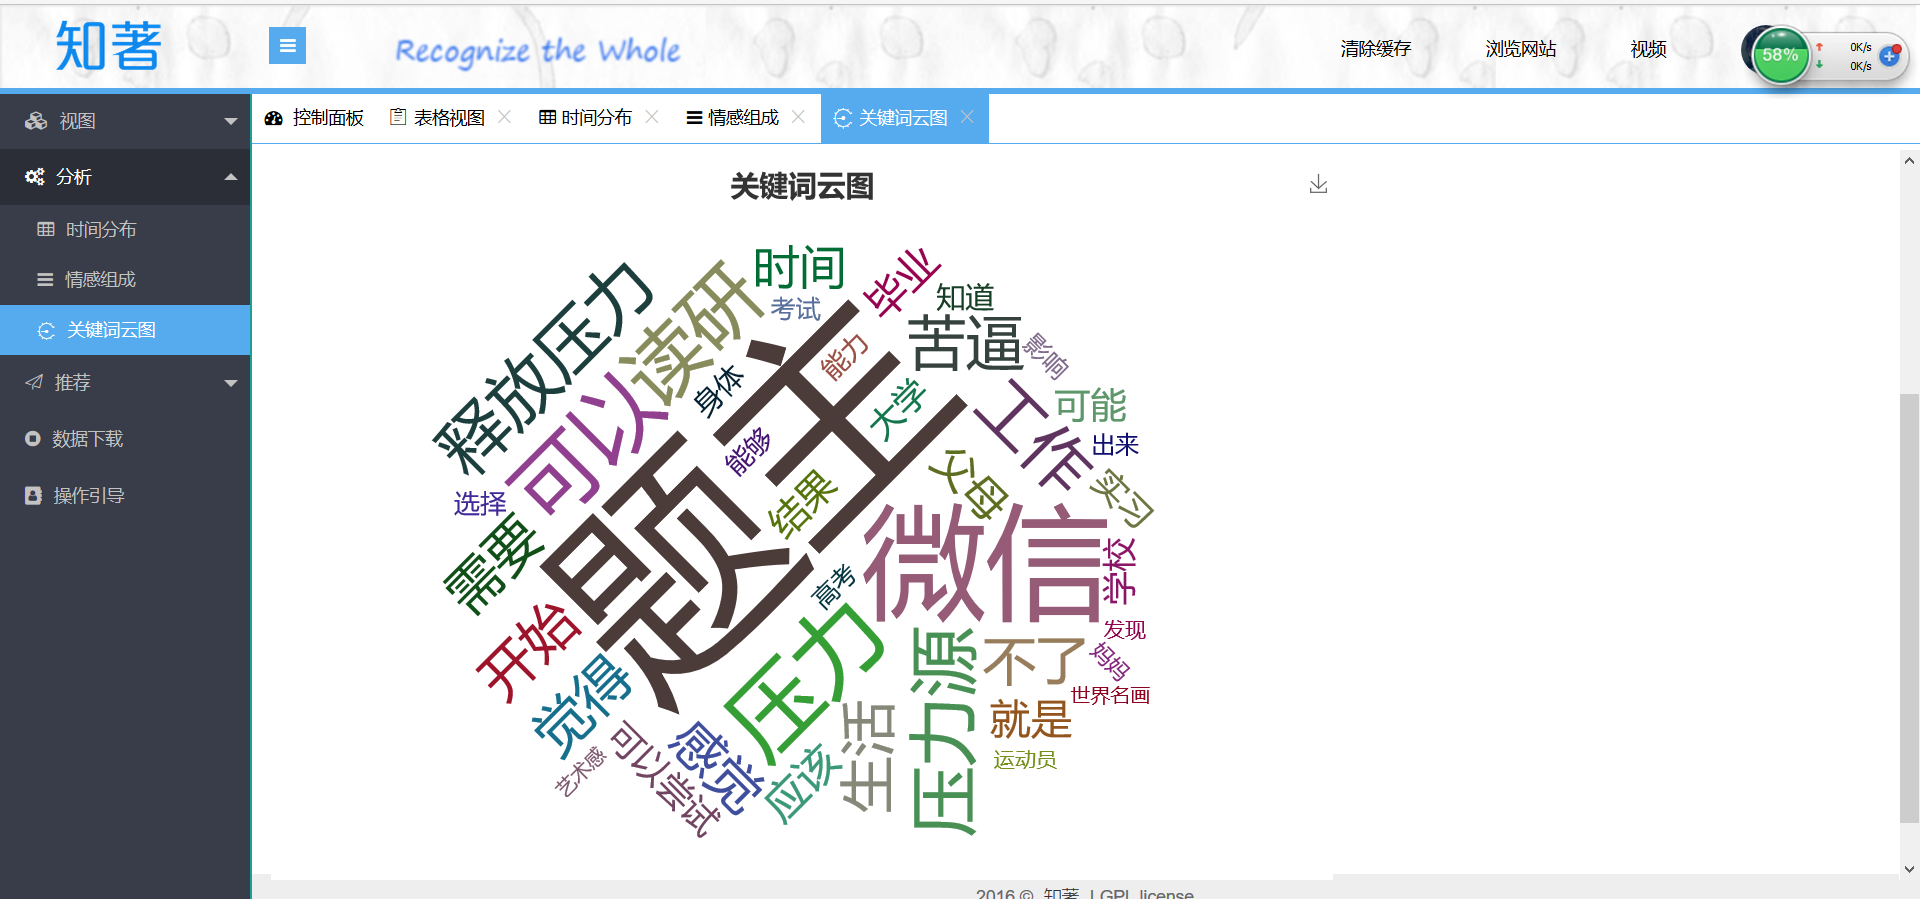 知著
Recognize the Whole
清除缓存
浏览网站
视频
58%
0K/s
0K/s
视图
分析
时间分布
情感组成
关键词云图
推荐
数据下载
操作引导
控制面板
表格视图
时间分布
情感组成
关键词云图
关键词云图
时间
毕业
考试
知道
释放压力
读研
能力
苦逼
影响
身体
可以
题主
大学
工作
可能
能够
父母
出来
选择
结果
实习
需要
微信
学校
高考
开始
压力
压力源
不了
发现
妈妈
觉得
世界名画
感觉
生活
就是
可以尝试
应该
艺术感
运动员
2016 © 知著 LGPL license